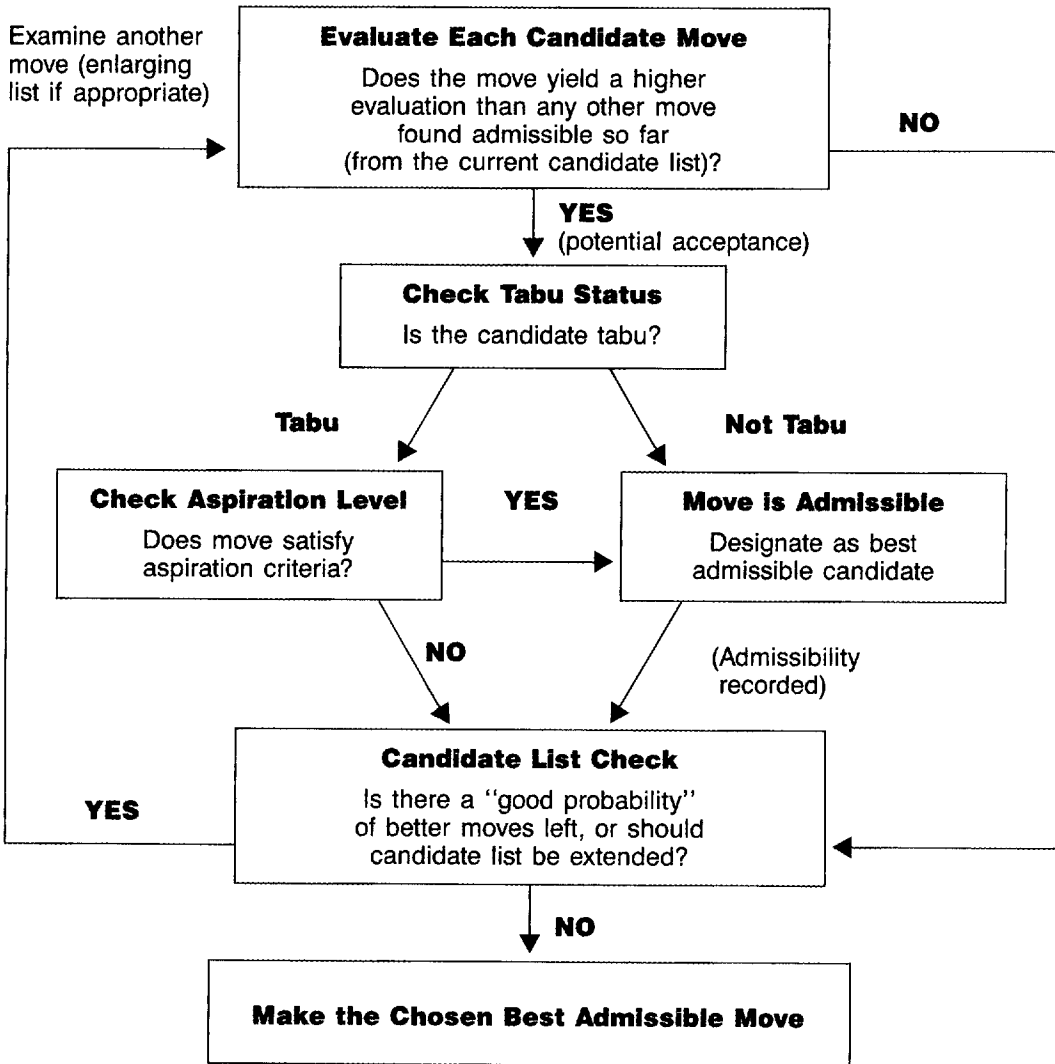 Examine another
move (enlarging
list if appropriate)
Evaluate Each Candidate Move
Does the move yield a higher
evaluation than any other move
found admissible so far
(from the current candidate list)?
NO
YES
(potential acceptance)
Check Tabu Status
Is the candidate tabu?
Tabu
Not Tabu
Check Aspiration Level
Does move satisfy
aspiration criteria?
YES
Move is Admissible
Designate as best
admissible candidate
NO
(Admissibility
recorded)
Candidate List Check
Is there a ‘‘good probability’’
of better moves left, or should
candidate list be extended?
YES
NO
Make the Chosen Best Admissible Move